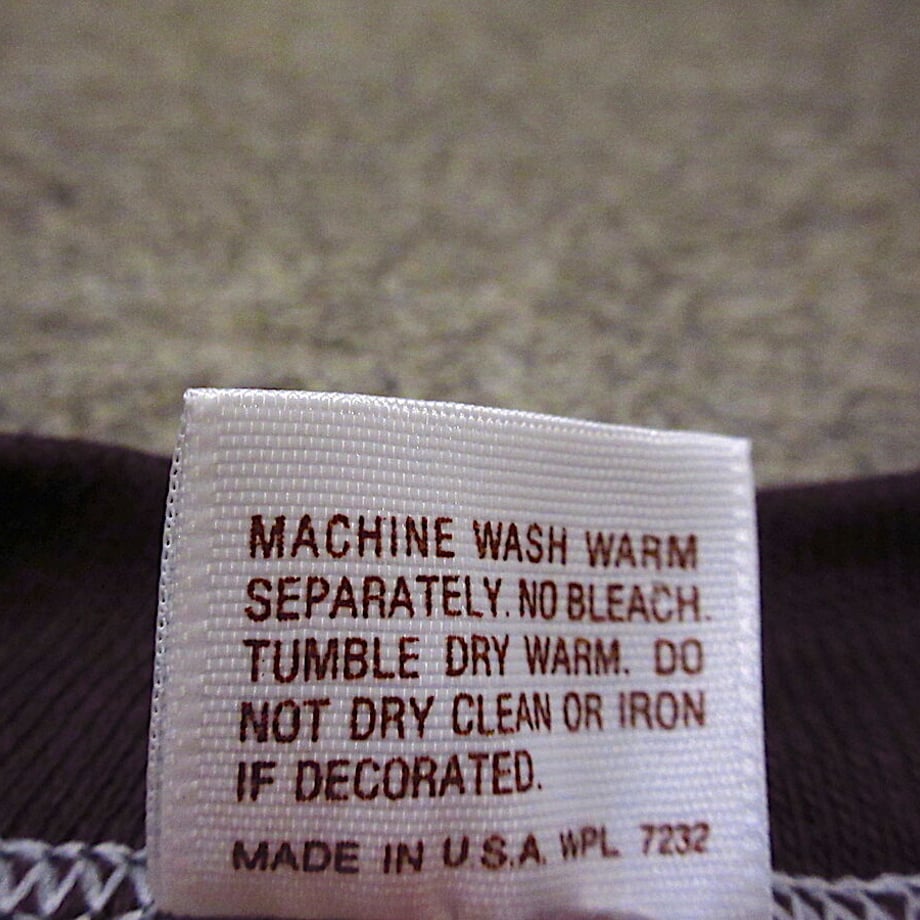 MACHINE WASH WARM
SEPARATELY. NO BLEACH.
TUMBLE DRY WARM. DO
NOT DRY CLEAN OR IRON
IF DECORATED.
MADE IN U.S.A. WPL 7232